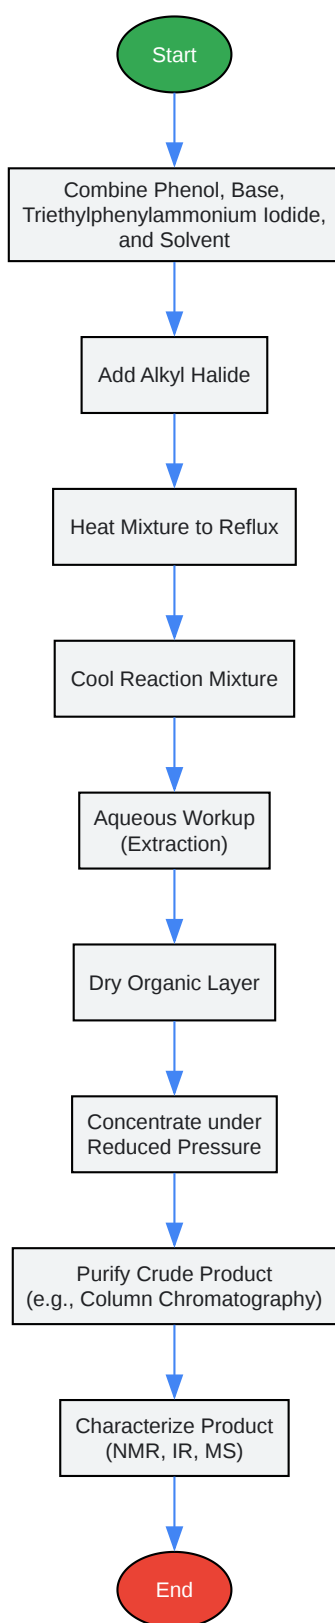 Start
Combine Phenol, Base,
Triethylphenylammonium Iodide,
and Solvent
Add Alkyl Halide
Heat Mixture to Reflux
Cool Reaction Mixture
Aqueous Workup
(Extraction)
Dry Organic Layer
Concentrate under
Reduced Pressure
Purify Crude Product
(e.g., Column Chromatography)
Characterize Product
(NMR, IR, MS)
End